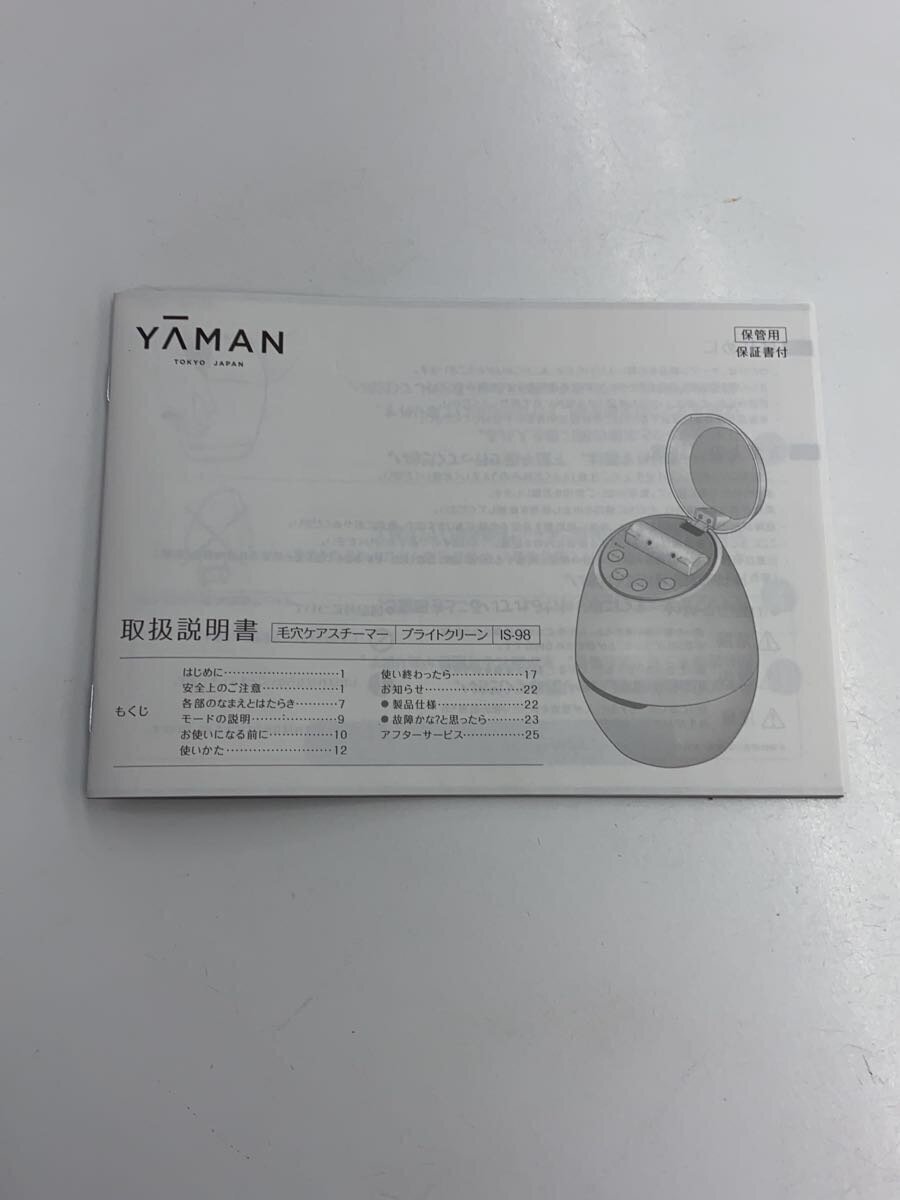 YĀMAN
TOKYO JAPAN
保管用
保証書付
取扱説明書 毛穴ケアスチーマー ブライトクリーン IS-98
もくじ
はじめに…………………………1
安全上のご注意………………1
各部のなまえとはたらき………7
モードの説明…………………9
お使いになる前に……………10
使いかた……………………12
使い終わったら……………17
お知らせ……………………22
●製品仕様…………………22
●故障かな?と思ったら………23
アフターサービス……………25